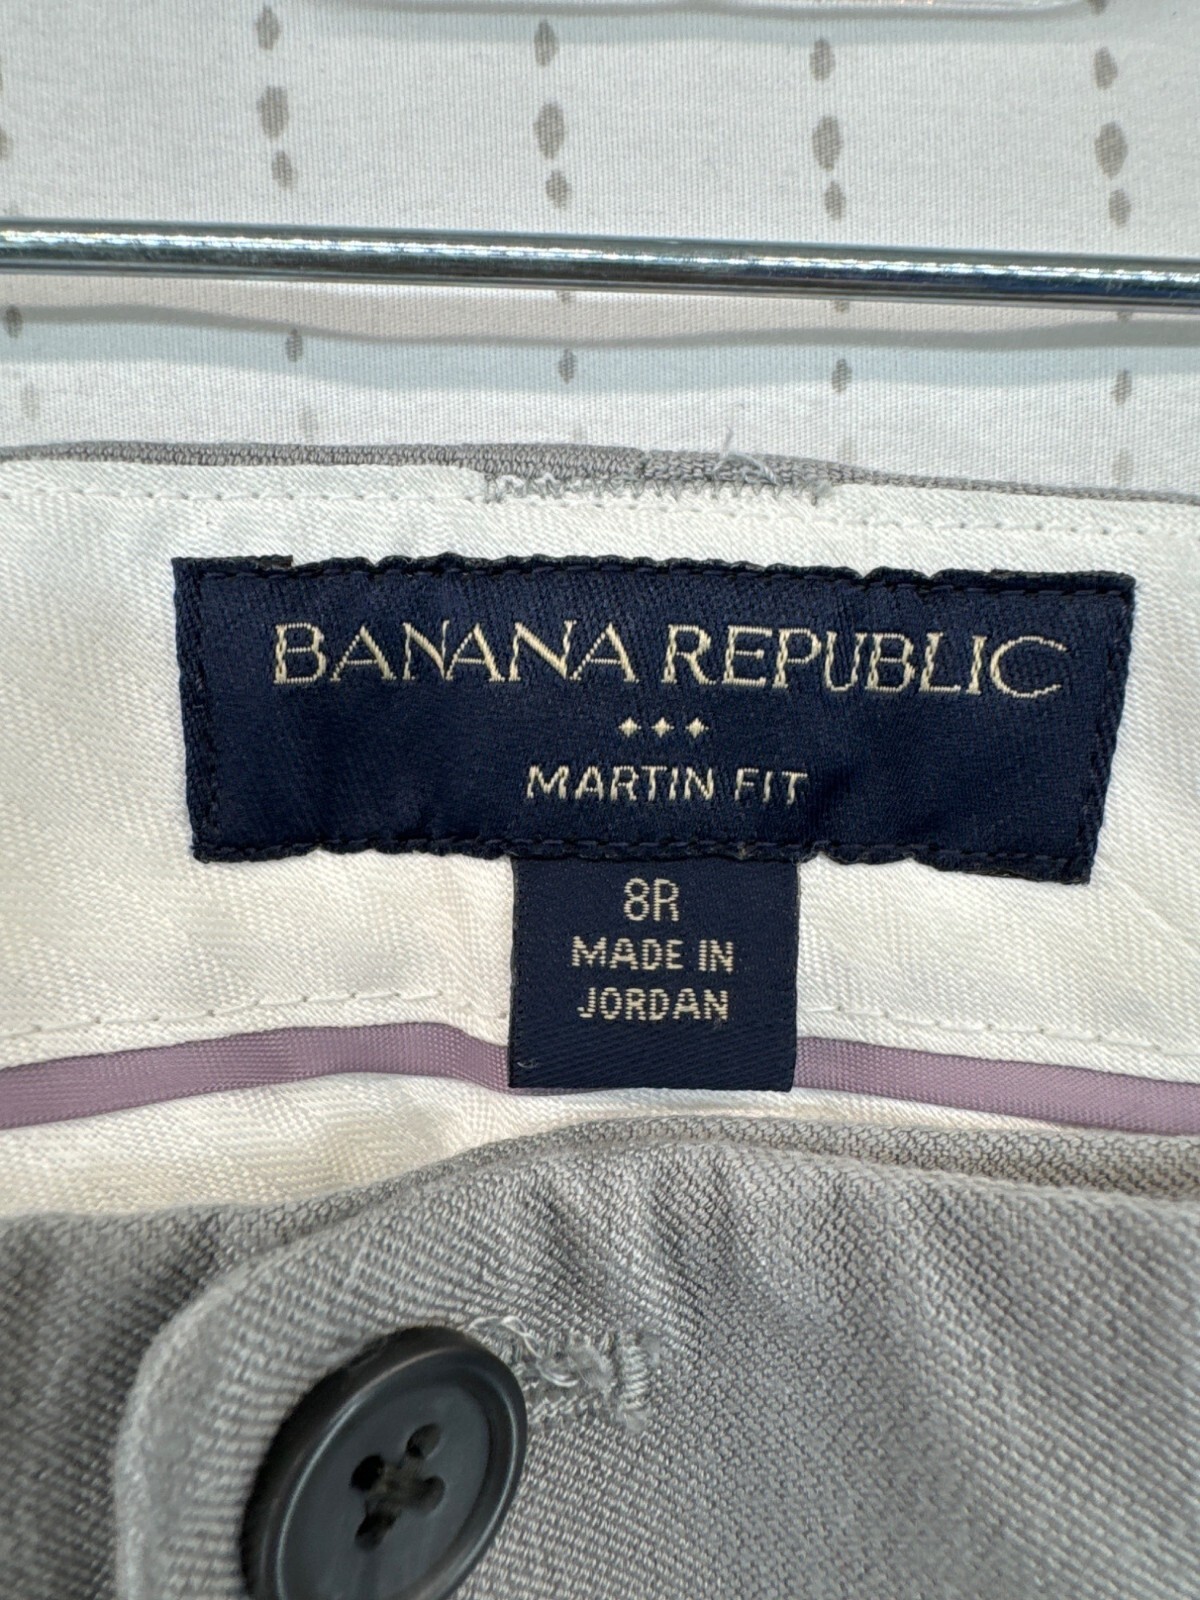 BANANA REPUBLIC
MARTIN FIT
8R
MADE IN
JORDAN